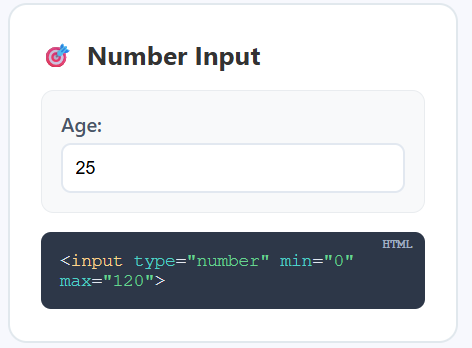 Number Input
Age:
25
HTML
<input type="number" min="0"
max="120">